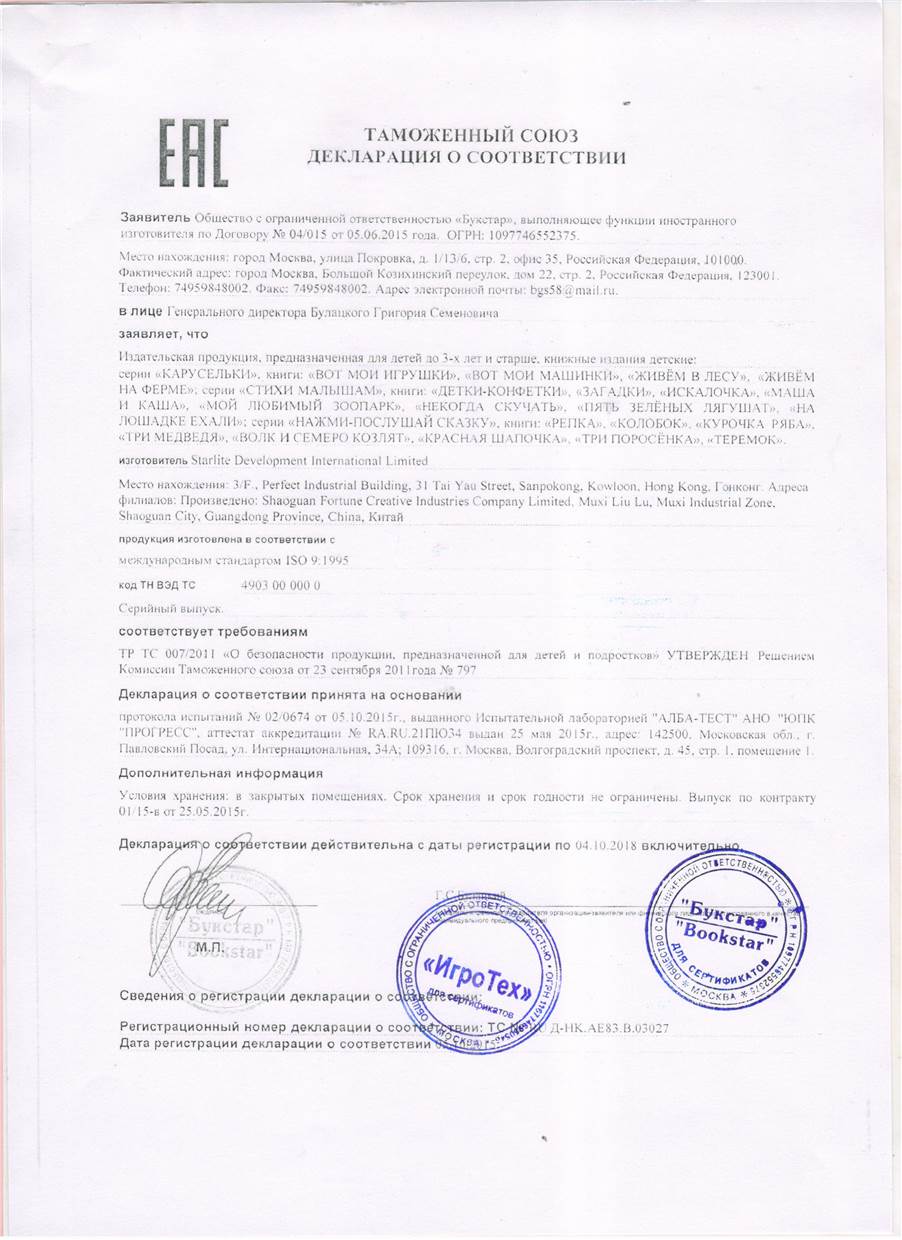 EAC
ТАМОЖЕННЫЙ СОЮЗ
ДЕКЛАРАЦИЯ О СООТВЕТСТВИИ
Заявитель Общество с ограниченной ответственностью «Букстар», выполняющее функции иностранного
изготовителя по Договору № 04/015 от 05.06.2015 года. ОГРН: 1097746552375.
Место нахождения: город Москва, улица Покровка, д. 1/13/6, стр. 2, офис 35, Российская Федерация, 101000.
Фактический адрес: город Москва, Большой Козихинский переулок, дом 22, стр. 2, Российская Федерация, 123001.
Телефон: 74959848002. Факс: 74959848002. Адрес электронной почты: bgs58@mail.ru.
в лице Генерального директора Булацкого Григория Семеновича
заявляет, что
Издательская продукция, предназначенная для детей до 3-х лет и старше, книжные издания детские:
серии «КАРУСЕЛЬКИ», книги: «ВОТ МОИ ИГРУШКИ», «ВОТ МОИ МАШИНКИ», «ЖИВЁМ В ЛЕСУ», «ЖИВЁМ
НА ФЕРМЕ»; серии «СТИХИ МАЛЫШАМ», книги: «ДЕТКИ-КОНФЕТКИ», «ЗАГАДКИ», «ИСКАЛОЧКА», «МАША
И КАША», «МОЙ ЛЮБИМЫЙ ЗООПАРК», «НЕКОГДА СКУЧАТЬ», «ПЯТЬ ЗЕЛЁНЫХ ЛЯГУШАТ», «НА
ЛОШАДКЕ ЕХАЛИ»; серии «НАЖМИ-ПОСЛУШАЙ СКАЗКУ», книги: «РЕПКА», «КОЛОБОК», «КУРОЧКА РЯБА»,
«ТРИ МЕДВЕДЯ», «ВОЛК И СЕМЕРО КОЗЛЯТ», «КРАСНАЯ ШАПОЧКА», «ТРИ ПОРОСЁНКА», «ТЕРЕМОК».
изготовитель Starlite Development International Limited
Место нахождения: 3/F., Perfect Industrial Building, 31 Tai Yau Street, Sanpokong, Kowloon, Hong Kong, Гонконг. Адреса
филиалов: Произведено: Shaoguan Fortune Creative Industries Company Limited, Muxi Liu Lu, Muxi Industrial Zone,
Shaoguan City, Guangdong Province, China, Китай
продукция изготовлена в соответствии с
международным стандартом ISO 9:1995
код ТН ВЭД ТС 4903 00 000 0
Серийный выпуск.
соответствует требованиям
ТР ТС 007/2011 «О безопасности продукции, предназначенной для детей и подростков» УТВЕРЖДЕН Решением
Комиссии Таможенного союза от 23 сентября 2011года № 797
Декларация о соответствии принята на основании
протокола испытаний № 02/0674 от 05.10.2015г., выданного Испытательной лабораторией "АЛБА-ТЕСТ" АНО "ЮПК
"ПРОГРЕСС", аттестат аккредитации № RA.RU.21ПЮ34 выдан 25 мая 2015г., адрес: 142500, Московская обл., г.
Павловский Посад, ул. Интернациональная, 34А; 109316, г. Москва, Волгоградский проспект, д. 45, стр. 1, помещение 1.
Дополнительная информация
Условия хранения: в закрытых помещениях. Срок хранения и срок годности не ограничены. Выпуск по контракту
01/15-в от 25.05.2015г.
Декларация о соответствии действительна с даты регистрации по 04.10.2018 включительно.
"Букстар"
"Bookstar"
М.П.
ОБЩЕСТВО С ОГРАНИЧЕННОЙ ОТВЕТСТВЕННОСТЬЮ
«ИгроТех»
для сертификатов
МОСКВА
ОБЩЕСТВО С ОГРАНИЧЕННОЙ ОТВЕТСТВЕННОСТЬЮ ОГРН 1097746552375
"Букстар"
"Bookstar"
ДЛЯ СЕРТИФИКАТОВ
МОСКВА
Сведения о регистрации декларации о соответствии:
Регистрационный номер декларации о соответствии: ТС Д-HK.АЕ83.В.03027
Дата регистрации декларации о соответствии